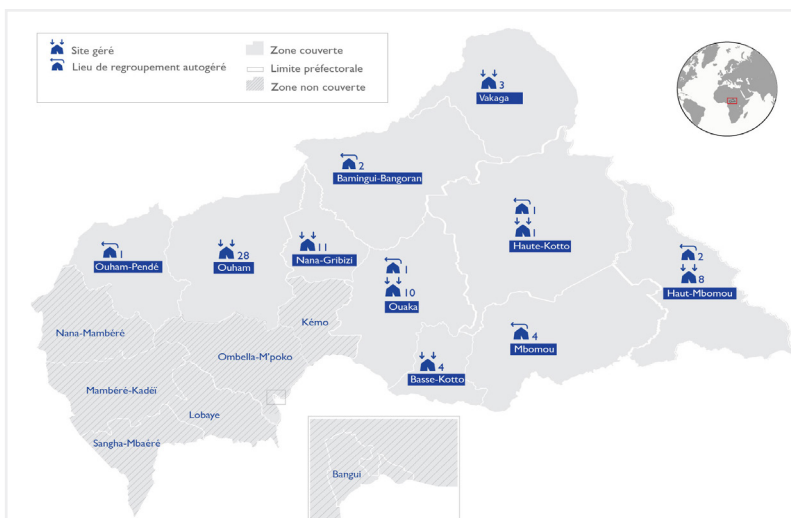 Site géré
Lieu de regroupement autogéré
Zone couverte
Limite préfectorale
Zone non couverte
3
Vakaga
2
Bamingui-Bangoran
1
1
Haute-Kotto
1
Ouham-Pendé
28
Ouham
11
Nana-Gribizi
1
10
Ouaka
2
8
Haut-Mbomou
4
Mbomou
4
Basse-Kotto
Kémo
Nana-Mambéré
Ombella-M'poko
Mambéré-Kadéï
Lobaye
Sangha-Mbaéré
Bangui